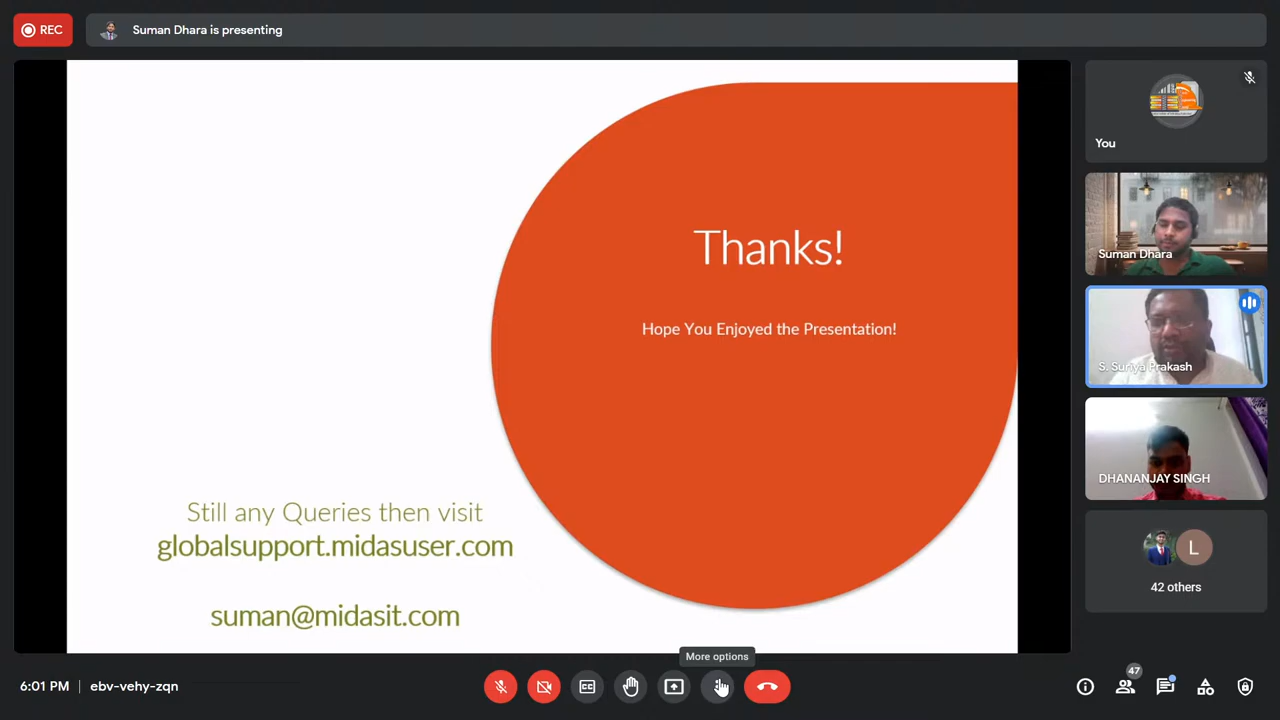 REC
Suman Dhara is presenting
Thanks!
Hope You Enjoyed the Presentation!
Still any Queries then visit
globalsupport.midasuser.com
suman@midasit.com
You
Suman Dhara
S. Suriya Prakash
DHANANJAY SINGH
L
42 others
More options
6:01 PM | ebv-vehy-zqn
CC
47